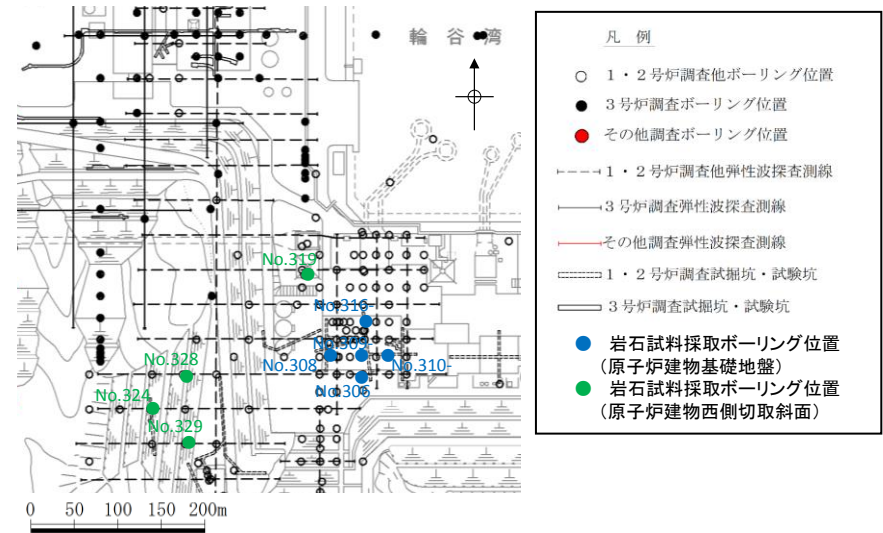 輪谷湾
No.319
No.316-
No.309-
No.308
No.310-
No.306
No.328
No.324
No.329
0 50 100 150 200m
凡 例
１・２号炉調査他ボーリング位置
３号炉調査ボーリング位置
その他調査ボーリング位置
１・２号炉調査他弾性波探査測線
３号炉調査弾性波探査測線
その他調査弾性波探査測線
１・２号炉調査試掘坑・試験坑
３号炉調査試掘坑・試験坑
岩石試料採取ボーリング位置
（原子炉建物基礎地盤）
岩石試料採取ボーリング位置
（原子炉建物西側切取斜面）